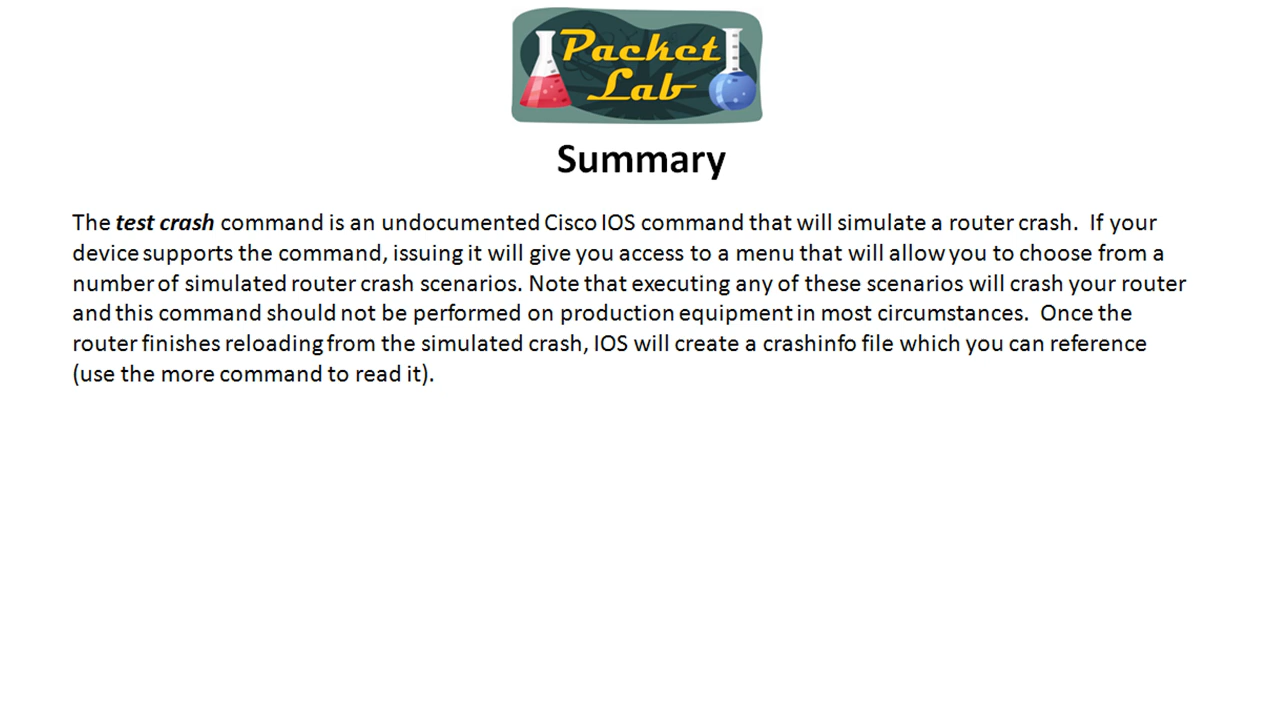 Packet
Lab
Summary
The test crash command is an undocumented Cisco IOS command that will simulate a router crash.  If your
device supports the command, issuing it will give you access to a menu that will allow you to choose from a
number of simulated router crash scenarios. Note that executing any of these scenarios will crash your router
and this command should not be performed on production equipment in most circumstances.  Once the
router finishes reloading from the simulated crash, IOS will create a crashinfo file which you can reference
(use the more command to read it).